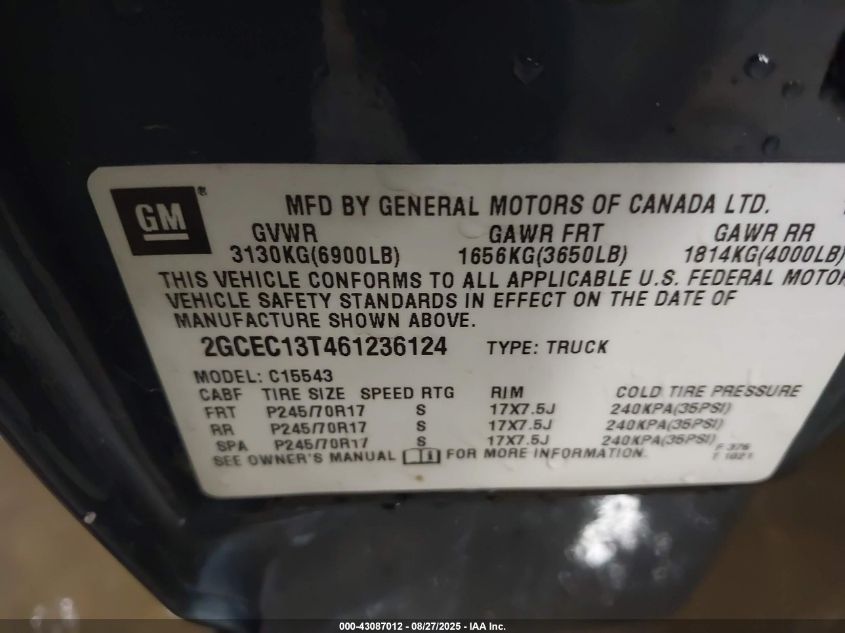 GM®
MFD BY GENERAL MOTORS OF CANADA LTD.
GVWR GAWR FRT GAWR RR
3130KG(6900LB) 1656KG(3650LB) 1814KG(4000LB)
THIS VEHICLE CONFORMS TO ALL APPLICABLE U.S. FEDERAL MOTOR
VEHICLE SAFETY STANDARDS IN EFFECT ON THE DATE OF
MANUFACTURE SHOWN ABOVE.
2GCEC13T461236124 TYPE: TRUCK
MODEL: C15543
CABF TIRE SIZE SPEED RTG RIM COLD TIRE PRESSURE
FRT P245/70R17 S 17X7.5J 240KPA(35PSI)
RR P245/70R17 S 17X7.5J 240KPA(35PSI)
SPA P245/70R17 S 17X7.5J 240KPA(35PSI)
SEE OWNER'S MANUAL FOR MORE INFORMATION.
F 376
T 1021
000-43087012 - 08/27/2025 - IAA Inc.